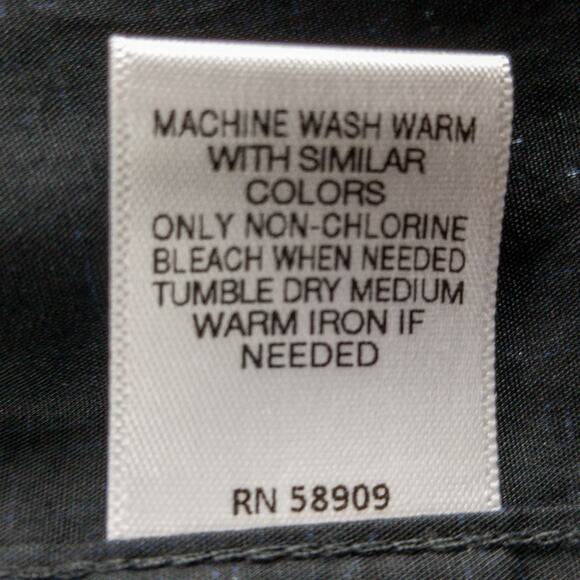 MACHINE WASH WARM
WITH SIMILAR
COLORS
ONLY NON-CHLORINE
BLEACH WHEN NEEDED
TUMBLE DRY MEDIUM
WARM IRON IF
NEEDED
RN 58909